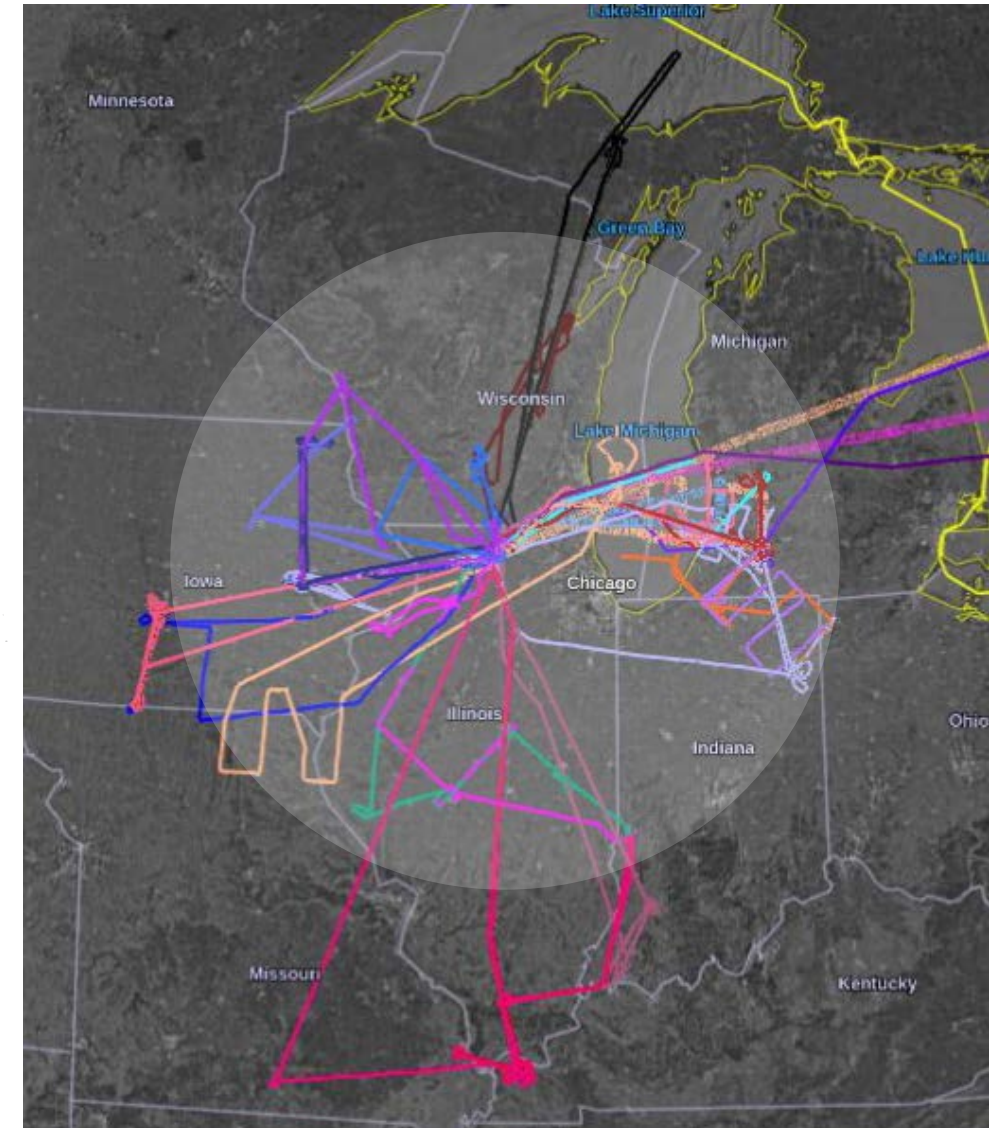 Lake Superior
Minnesota
Green Bay
Lake Hu
Michigan
Wisconsin
Lake Michigan
Iowa
Chicago
Illinois
Indiana
Ohio
Missouri
Kentucky